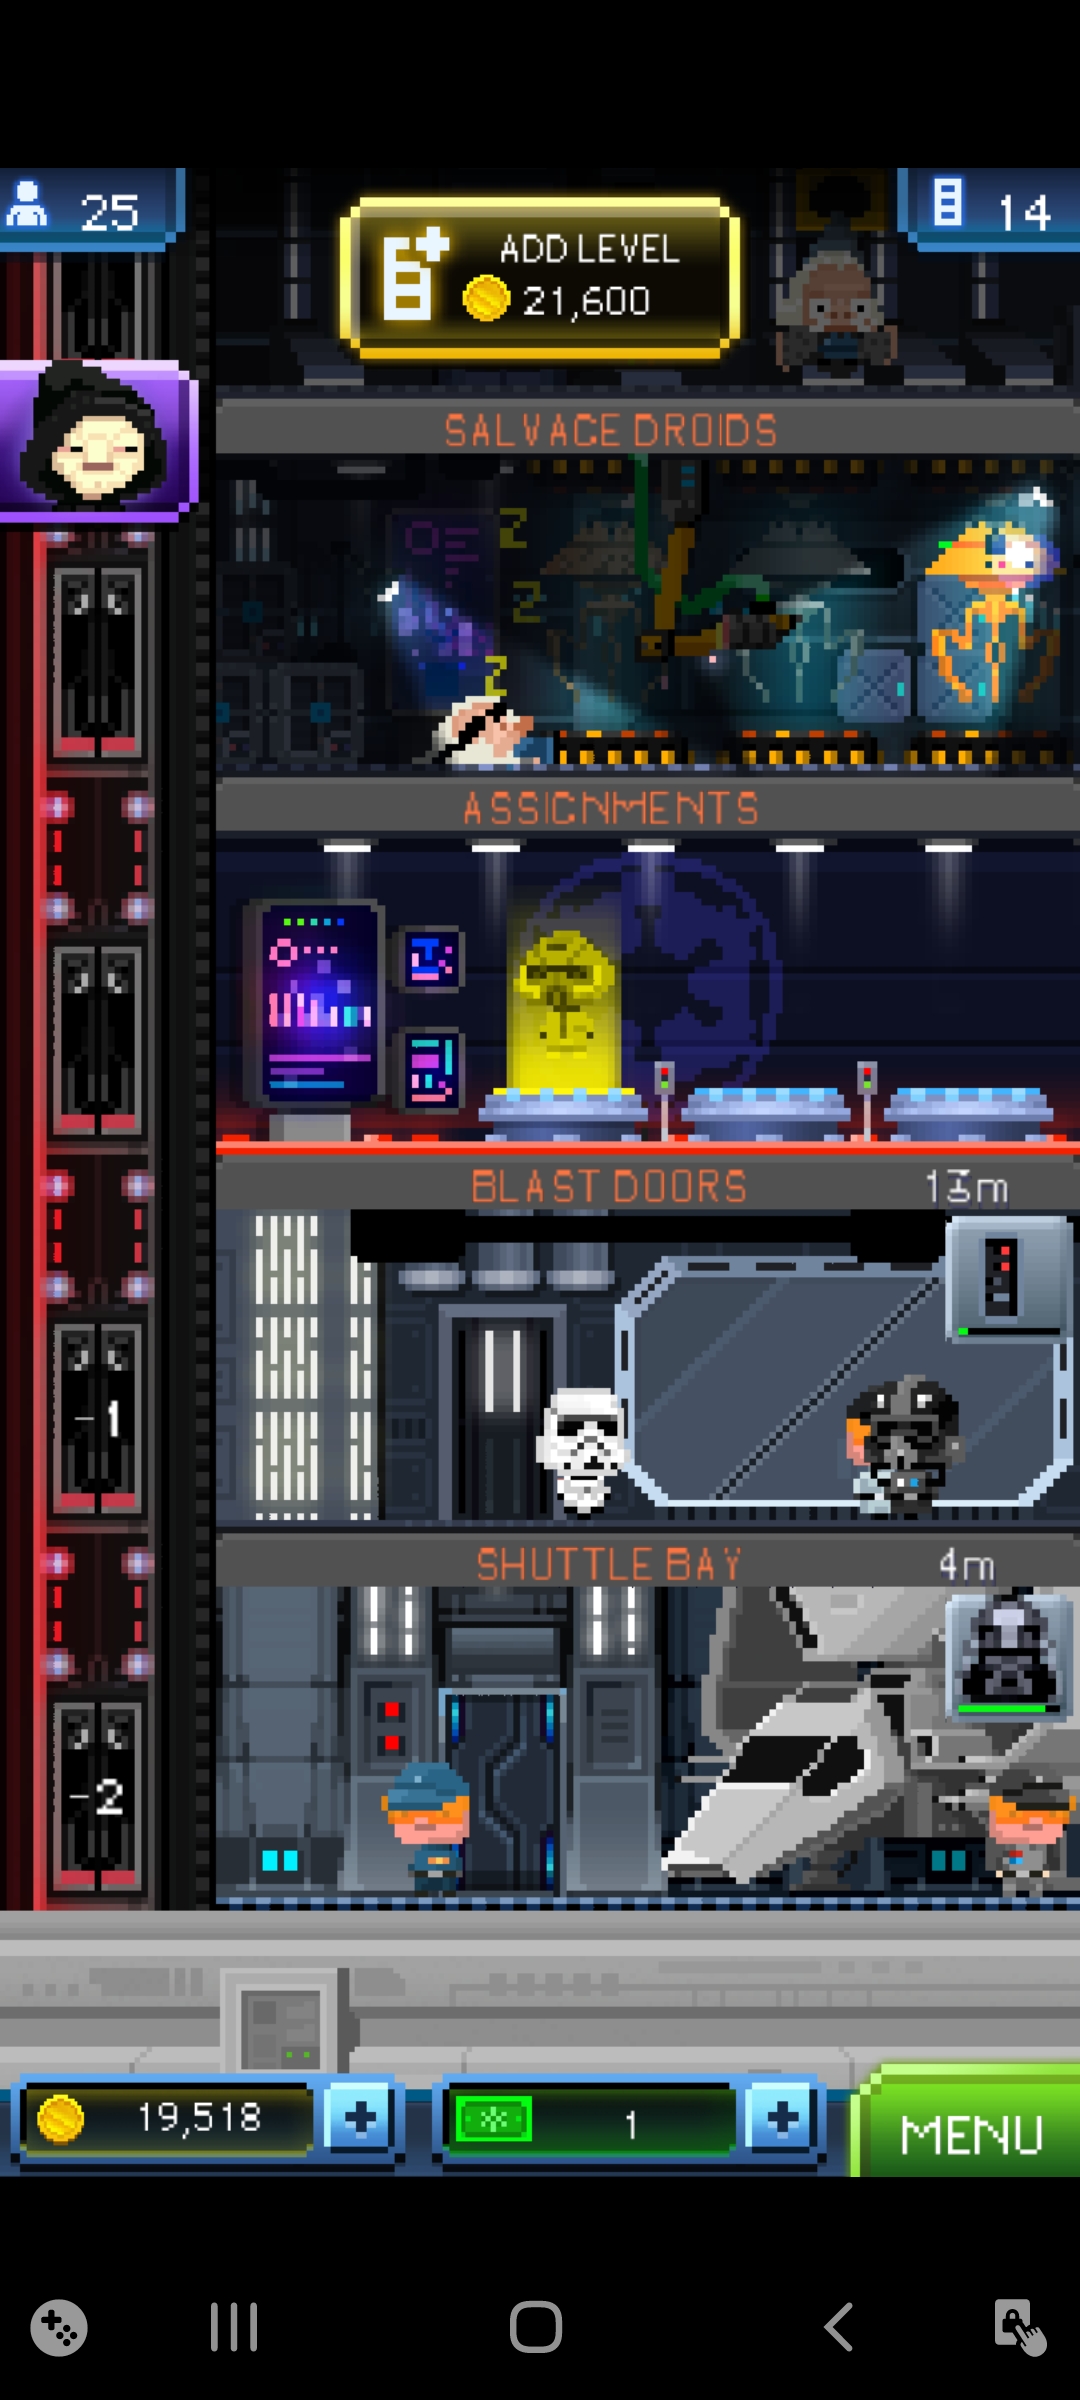 25
ADD LEVEL
21,600
14
SALVAGE DROIDS
Z
Z
Z
ASSIGNMENTS
BLAST DOORS
13m
-1
SHUTTLE BAY
4m
-2
19,518
1
MENU